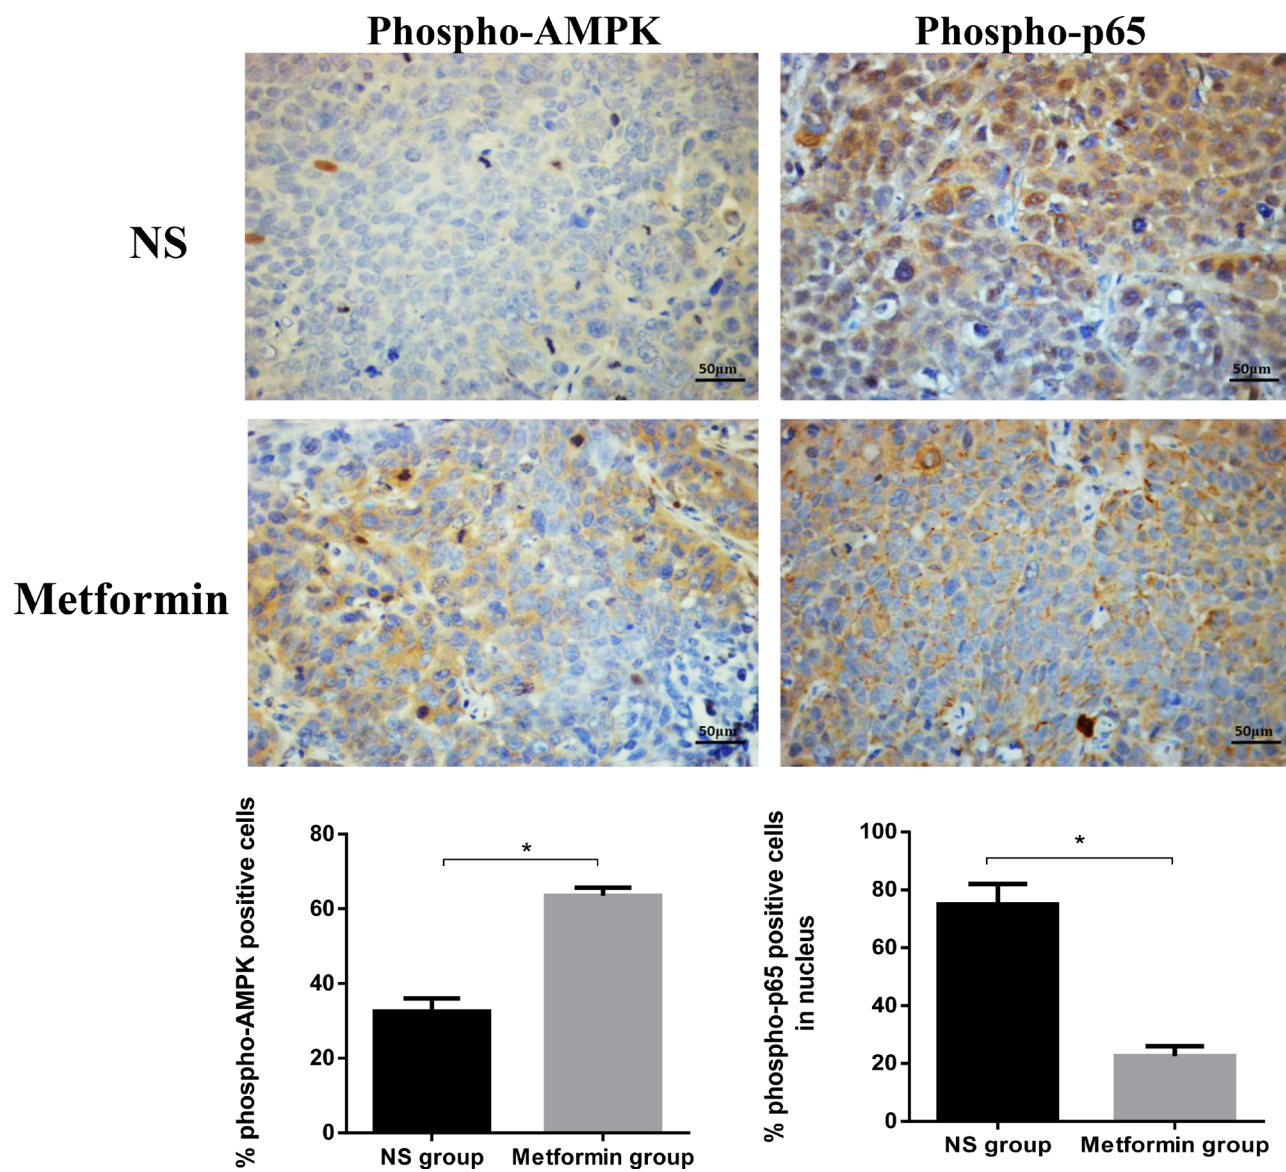 Phospho-AMPK
Phospho-p65
NS
50µm
50µm
Metformin
50µm
50µm
% phospho-AMPK positive cells
80
60
40
20
0
*
NS group
Metformin group
% phospho-p65 positive cells
in nucleus
100
80
60
40
20
0
*
NS group
Metformin group